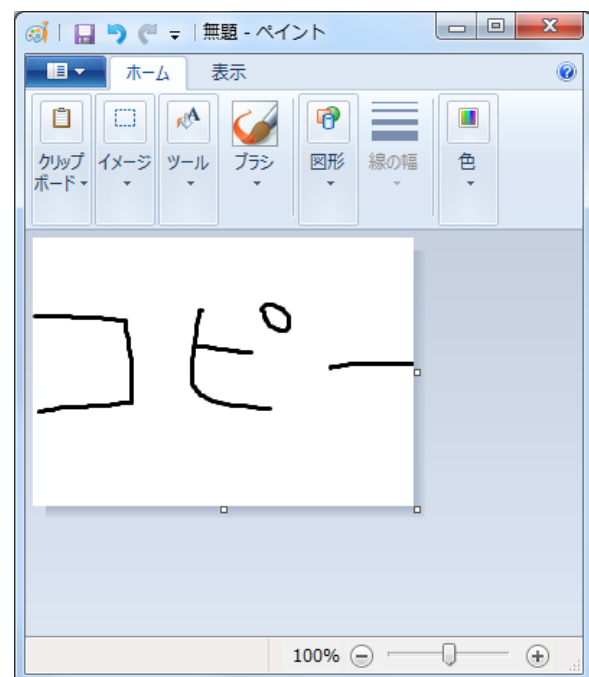 無題 - ペイント
ホーム 表示
クリップボード イメージ ツール ブラシ 図形 線の幅 色
コピー
100%